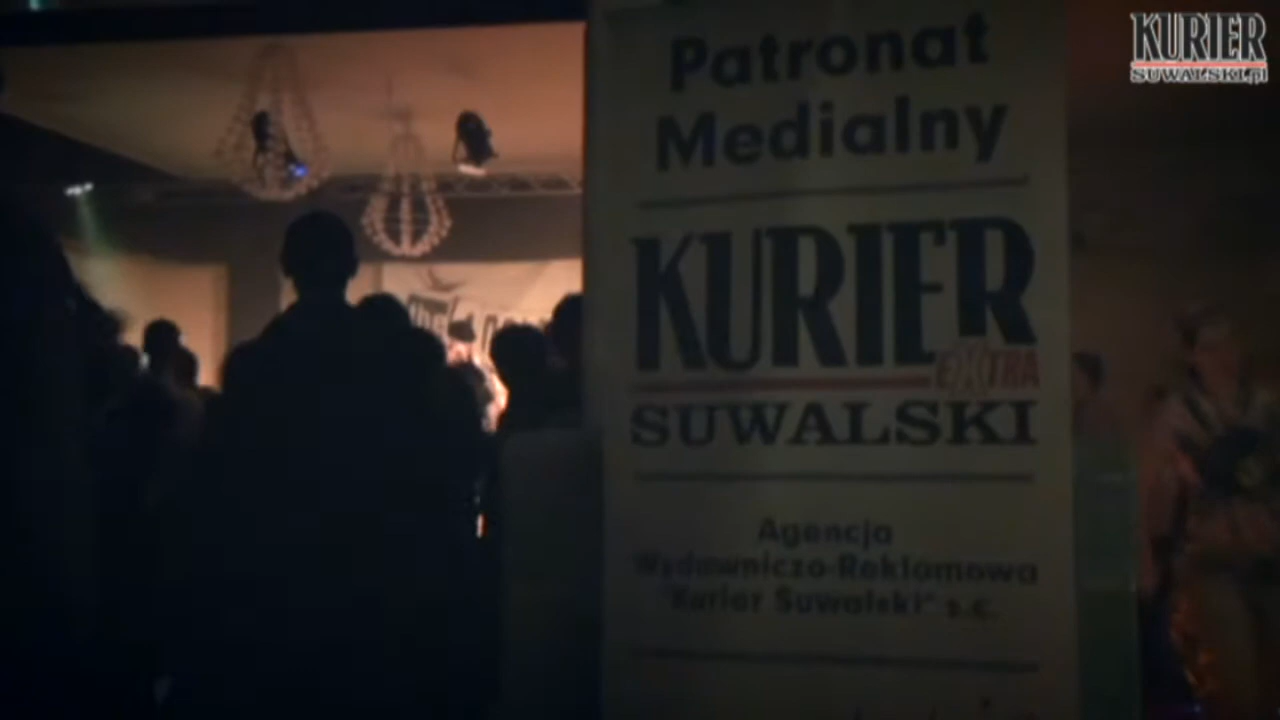 KURIER
SUWALSKI.pl
Patronat
Medialny
KURIER
EXTRA
SUWALSKI
Agencja
Wydawniczo-Reklamowa
"Kurier Suwalski" s.c.